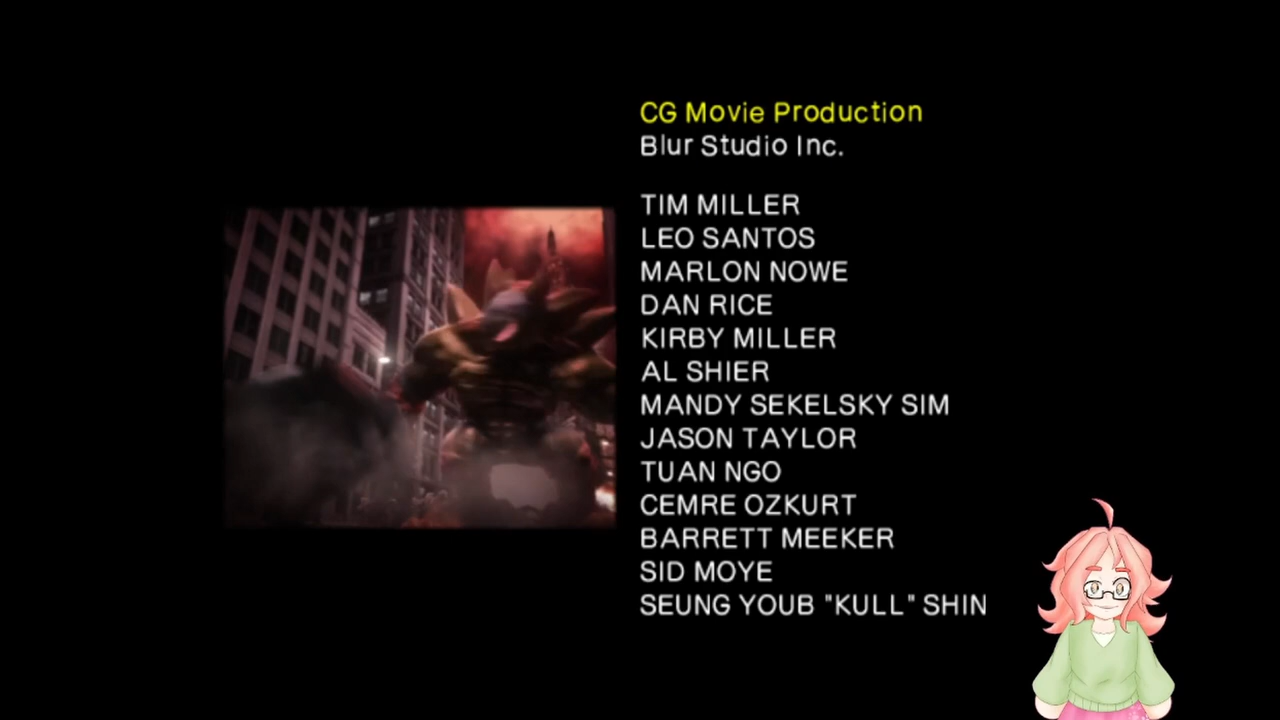 CG Movie Production
Blur Studio Inc.
TIM MILLER
LEO SANTOS
MARLON NOWE
DAN RICE
KIRBY MILLER
AL SHIER
MANDY SEKELSKY SIM
JASON TAYLOR
TUAN NGO
CEMRE OZKURT
BARRETT MEEKER
SID MOYE
SEUNG YOUB "KULL" SHIN